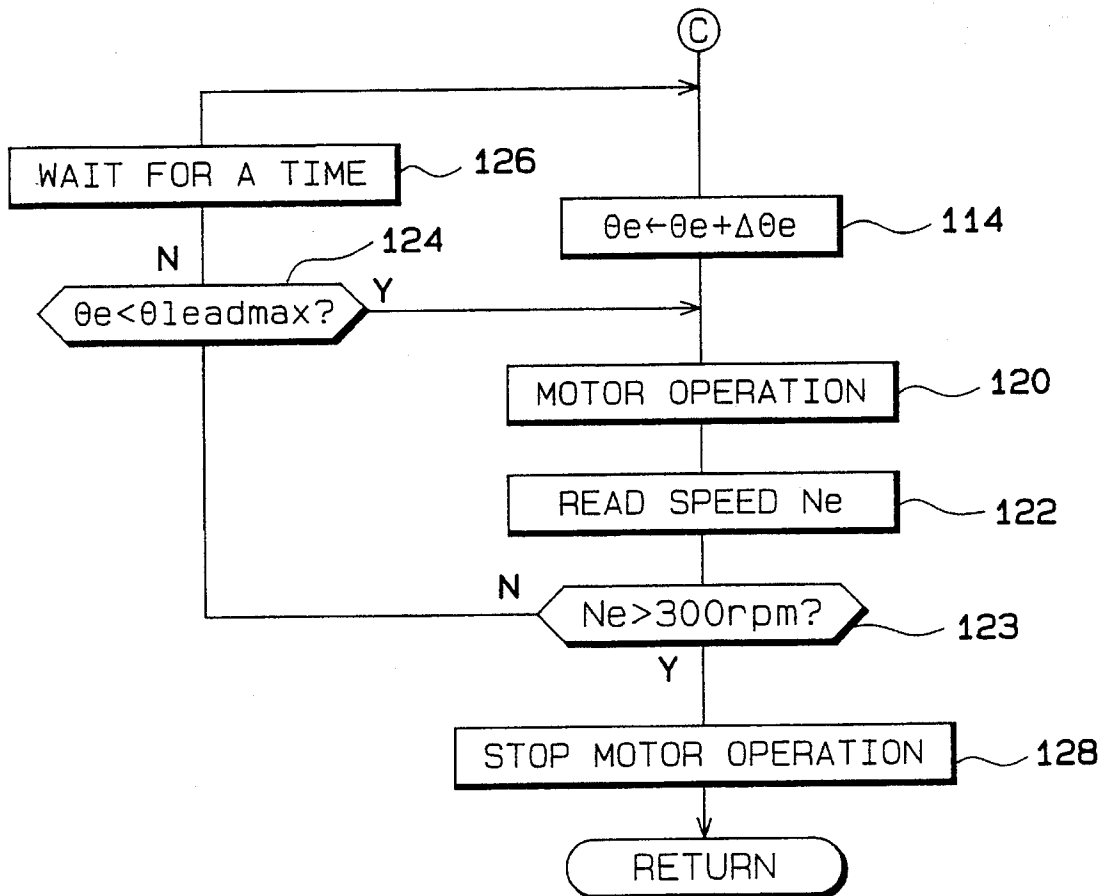 C
WAIT FOR A TIME
126
θe←θe+Δθe
114
N
124
θe<θleadmax?
Y
MOTOR OPERATION
120
READ SPEED Ne
122
N
Ne>300rpm?
123
Y
STOP MOTOR OPERATION
128
RETURN